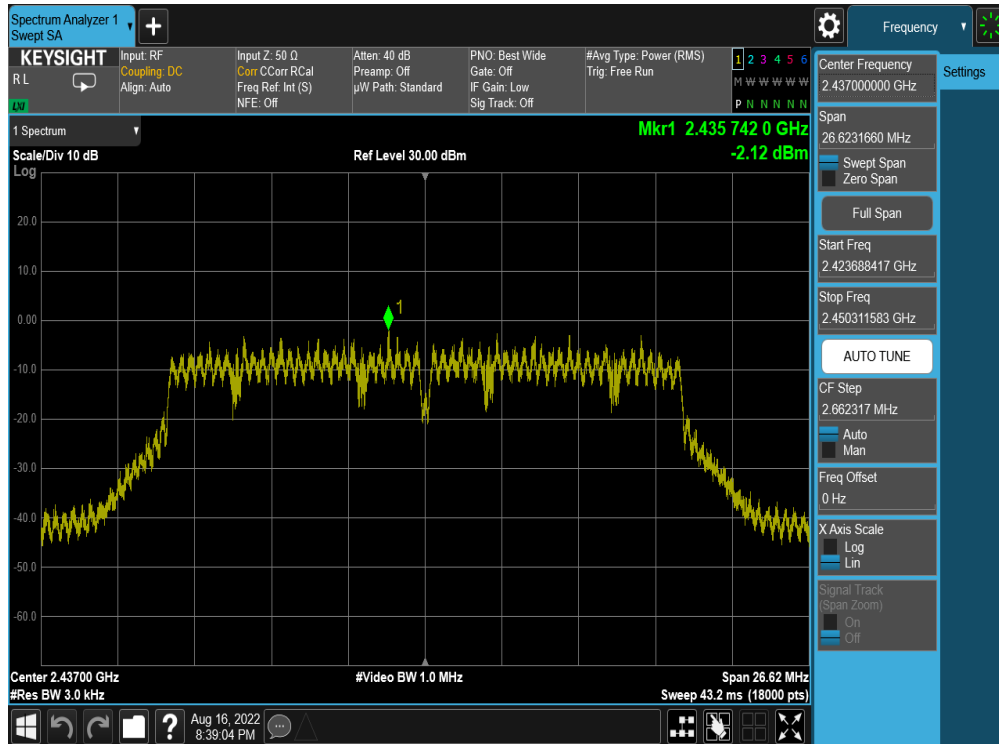 Spectrum Analyzer 1
Swept SA
+
Frequency
KEYSIGHT
R L
LXI
Input: RF
Coupling: DC
Align: Auto
Input Z: 50 Ω
Corr CCorr RCal
Freq Ref: Int (S)
NFE: Off
Atten: 40 dB
Preamp: Off
µW Path: Standard
PNO: Best Wide
Gate: Off
IF Gain: Low
Sig Track: Off
#Avg Type: Power (RMS)
Trig: Free Run
1 2 3 4 5 6
M W W W W W
P N N N N N
1 Spectrum
Scale/Div 10 dB
Log
Ref Level 30.00 dBm
Mkr1 2.435 742 0 GHz
-2.12 dBm
1
20.0
10.0
0.00
-10.0
-20.0
-30.0
-40.0
-50.0
-60.0
Center 2.43700 GHz
#Video BW 1.0 MHz
Span 26.62 MHz
#Res BW 3.0 kHz
Sweep 43.2 ms (18000 pts)
Center Frequency
2.437000000 GHz
Settings
Span
26.6231660 MHz
Swept Span
Zero Span
Full Span
Start Freq
2.423688417 GHz
Stop Freq
2.450311583 GHz
AUTO TUNE
CF Step
2.662317 MHz
Auto
Man
Freq Offset
0 Hz
X Axis Scale
Log
Lin
Signal Track
(Span Zoom)
On
Off
?
Aug 16, 2022
8:39:04 PM